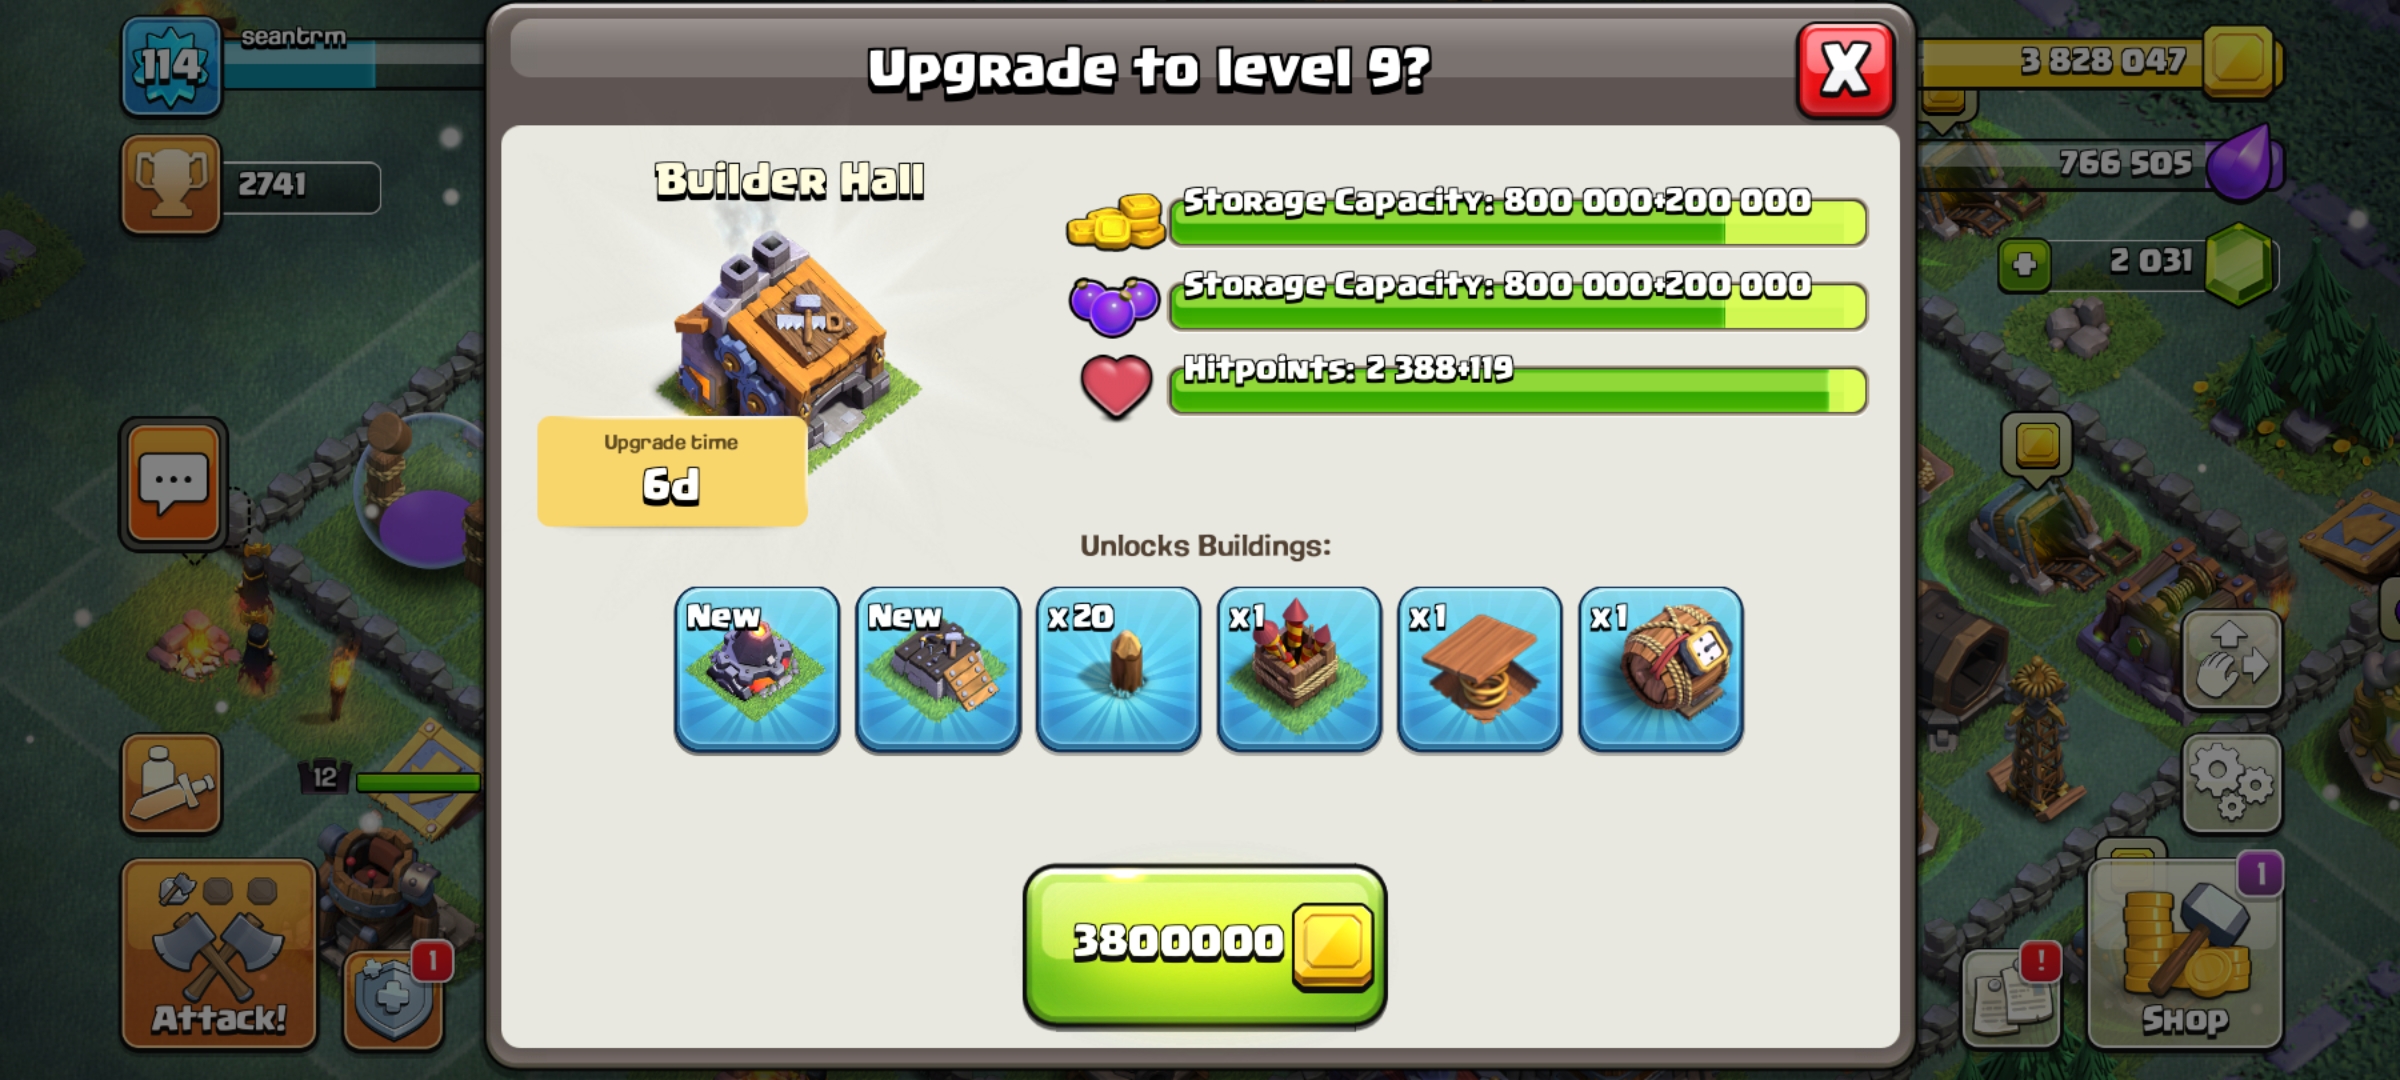 114
seantrm
2741
Upgrade to level 9?
X
3 828 047
766 505
2 031
Builder Hall
Storage Capacity: 800 000+200 000
Storage Capacity: 800 000+200 000
Hitpoints: 2 388+119
Upgrade time
6d
Unlocks Buildings:
New
New
x20
x1
x1
x1
12
3800000
Attack!
1
!
1
Shop